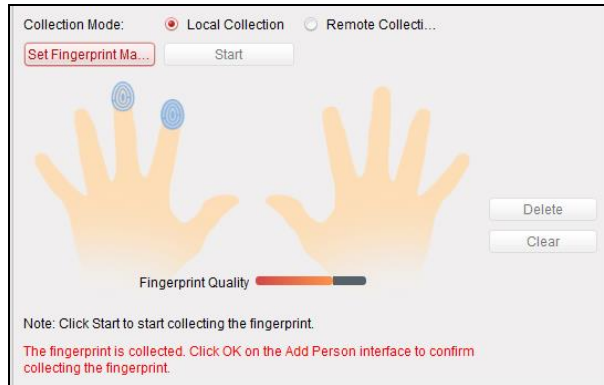 Collection Mode: Local Collection Remote Collecti...
Set Fingerprint Ma... Start
Delete
Clear
Fingerprint Quality
Note: Click Start to start collecting the fingerprint.
The fingerprint is collected. Click OK on the Add Person interface to confirm
collecting the fingerprint.